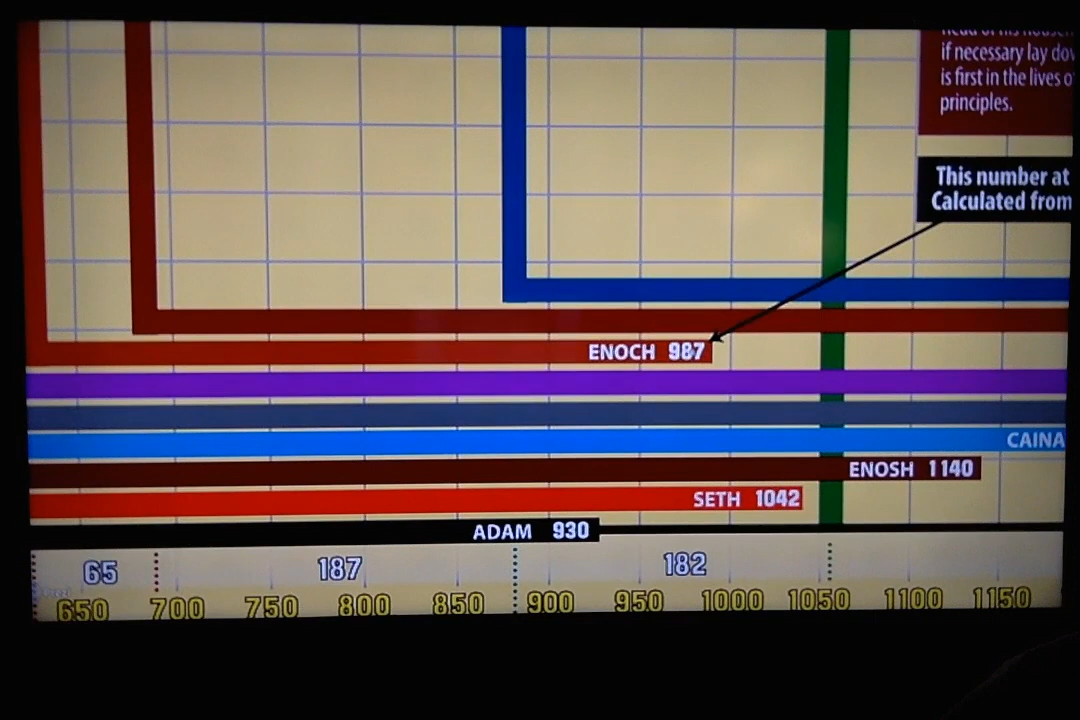 if necessary lay
is first in the lives
principles.
This number at
Calculated from
ENOCH 987
CAINA
ENOSH 1140
SETH 1042
ADAM 930
65 187 182
650 700 750 800 850 900 950 1000 1050 1100 1150